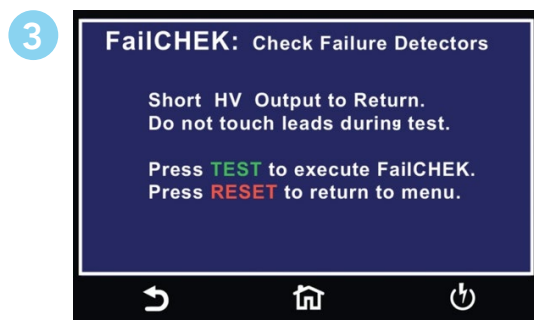 3
FailCHEK: Check Failure Detectors
Short HV Output to Return.
Do not touch leads during test.
Press TEST to execute FailCHEK.
Press RESET to return to menu.